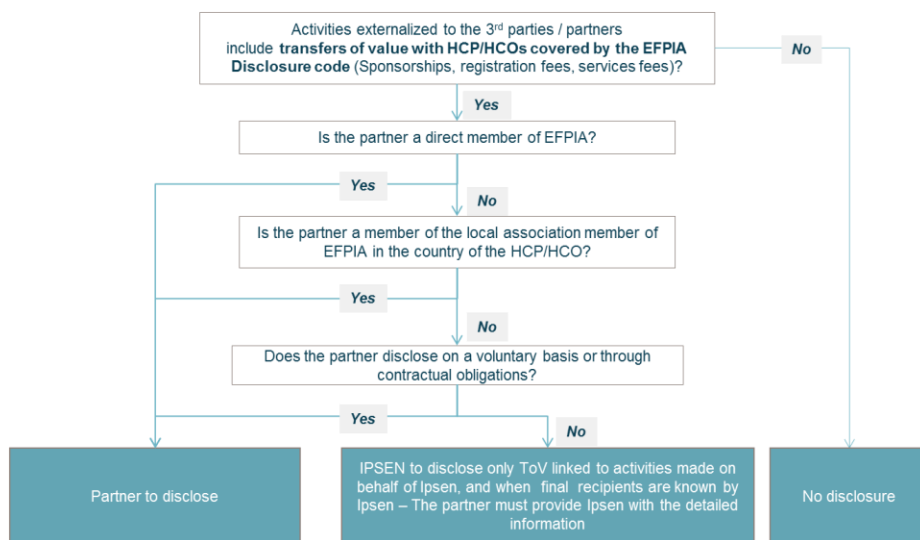 Activities externalized to the 3rd parties / partners
include transfers of value with HCP/HCOs covered by the EFPIA
Disclosure code (Sponsorships, registration fees, services fees)?
No
Yes
Is the partner a direct member of EFPIA?
Yes
No
Is the partner a member of the local association member of
EFPIA in the country of the HCP/HCO?
Yes
No
Does the partner disclose on a voluntary basis or through
contractual obligations?
Yes
No
Partner to disclose
IPSEN to disclose only ToV linked to activities made on
behalf of Ipsen, and when final recipients are known by
Ipsen – The partner must provide Ipsen with the detailed
information
No disclosure